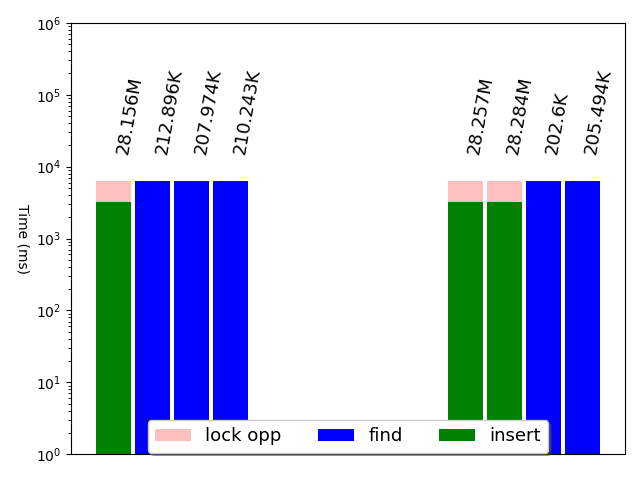 10^6
10^5
10^4
10^3
10^2
10^1
10^0
Time (ms)
28.156M
212.896K
207.974K
210.243K
28.257M
28.284M
202.6K
205.494K
lock opp
find
insert